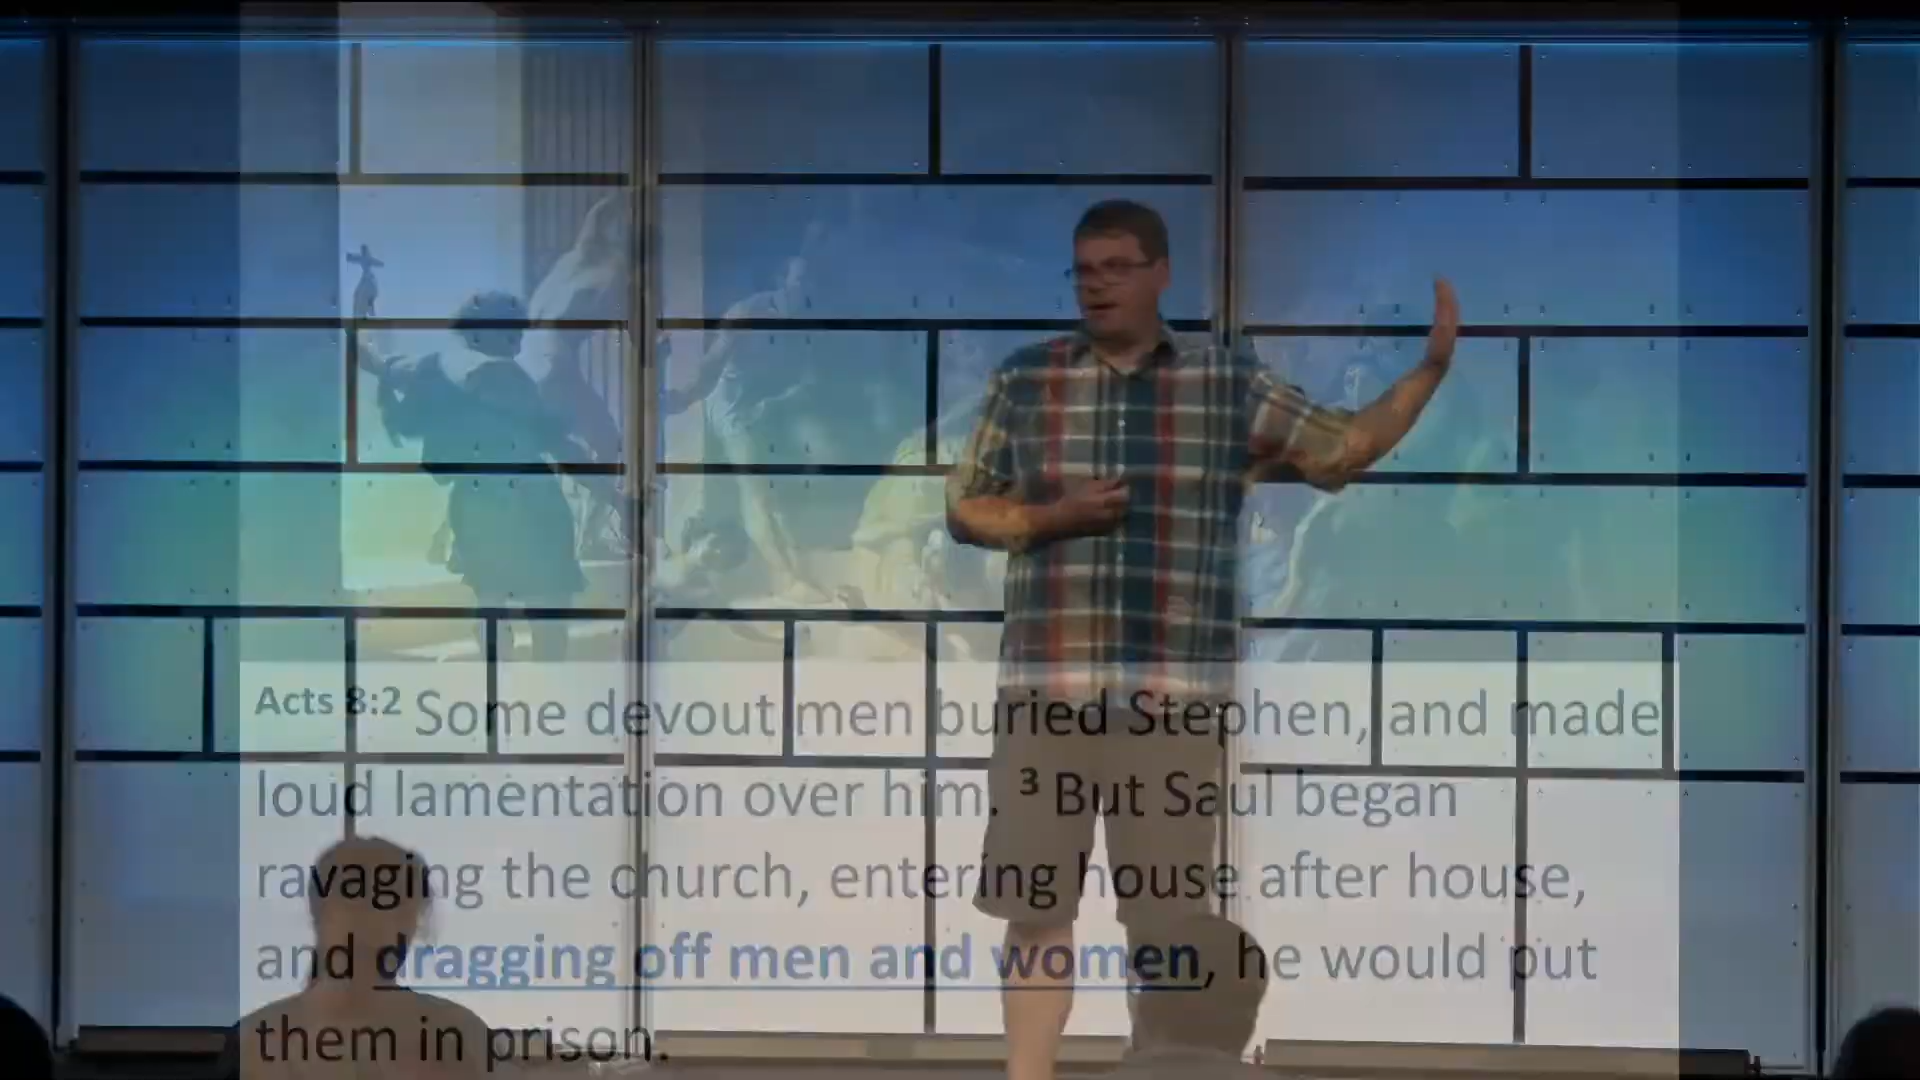 Acts 8:2 Some devout men buried Stephen, and made
loud lamentation over him. ³ But Saul began
ravaging the church, entering house after house,
and dragging off men and women, he would put
them in prison.